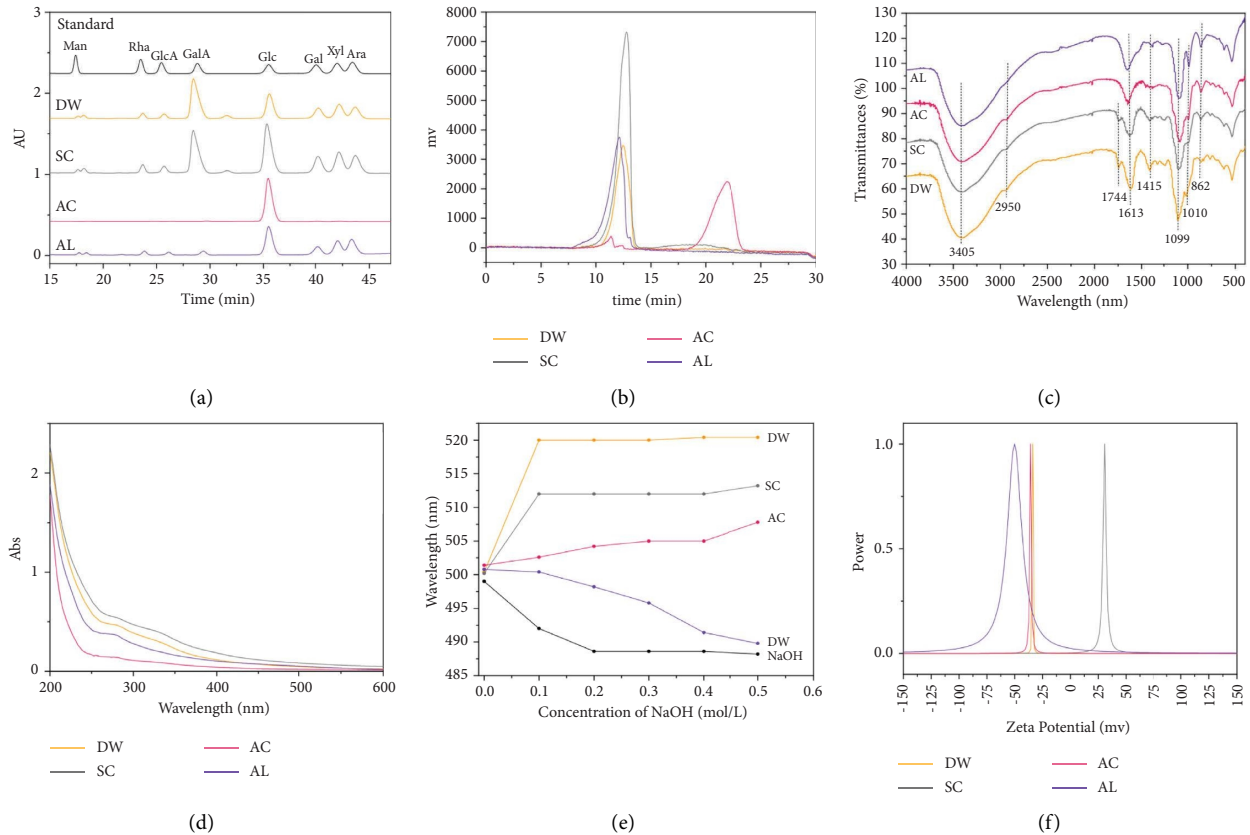 3
2
1
0
AU
Standard
Man
Rha
GlcA
GalA
Glc
Gal
Xyl
Ara
DW
SC
AC
AL
15 20 25 30 35 40 45
Time (min)
(a)
8000
7000
6000
5000
4000
3000
2000
1000
0
mv
0 5 10 15 20 25 30
time (min)
DW AC
SC AL
(b)
130
120
110
100
90
80
70
60
50
40
30
Transmittances (%)
AL
AC
SC
DW
3405
2950
1744
1613
1415
1099
1010
862
4000 3500 3000 2500 2000 1500 1000 500
Wavelength (nm)
(c)
2
1
0
Abs
200 300 400 500 600
Wavelength (nm)
DW AC
SC AL
(d)
520
515
510
505
500
495
490
485
Wavelength (nm)
DW
SC
AC
DW
NaOH
0.0 0.1 0.2 0.3 0.4 0.5 0.6
Concentration of NaOH (mol/L)
(e)
1.0
0.5
0.0
Power
-150 -100 -75 -50 -25 0 25 50 75 100 125 150
Zeta Potential (mv)
DW AC
SC AL
(f)